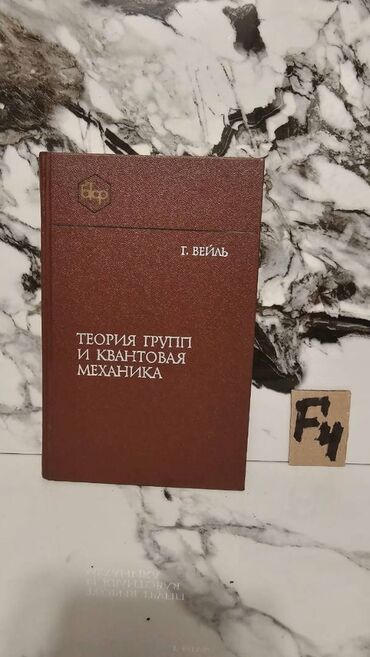 Г. ВЕЙЛЬ
ТЕОРИЯ ГРУПП
И КВАНТОВАЯ
МЕХАНИКА
F4